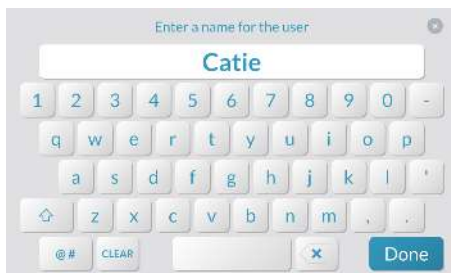 Enter a name for the user
Catie
1 2 3 4 5 6 7 8 9 0 -
q w e r t y u i o p
a s d f g h j k l '
z x c v b n m , .
@# CLEAR Done